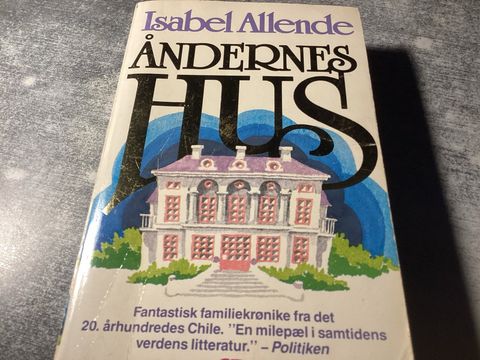 Isabel Allende
ÅNDERNES
HUS
Fantastisk familiekrønike fra det
20. århundredes Chile. "En milepæl i samtidens
verdens litteratur." – Politiken